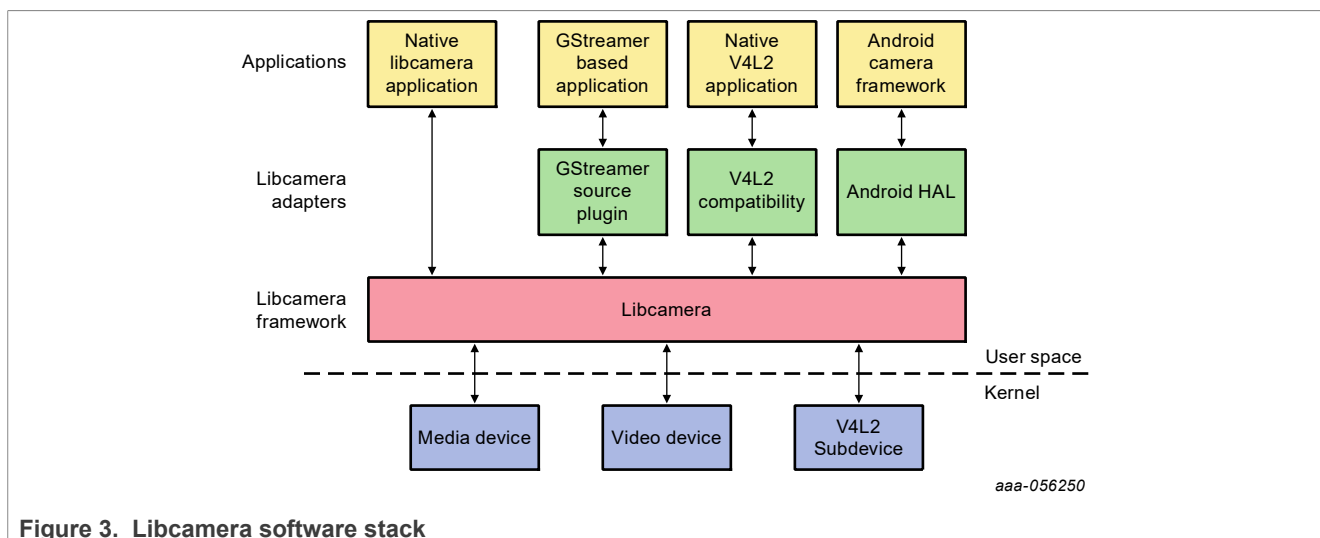 Applications
Native
libcamera
application
GStreamer
based
application
Native
V4L2
application
Android
camera
framework
Libcamera
adapters
GStreamer
source
plugin
V4L2
compatibility
Android HAL
Libcamera
framework
Libcamera
User space
Kernel
Media device
Video device
V4L2
Subdevice
aaa-056250
Figure 3. Libcamera software stack